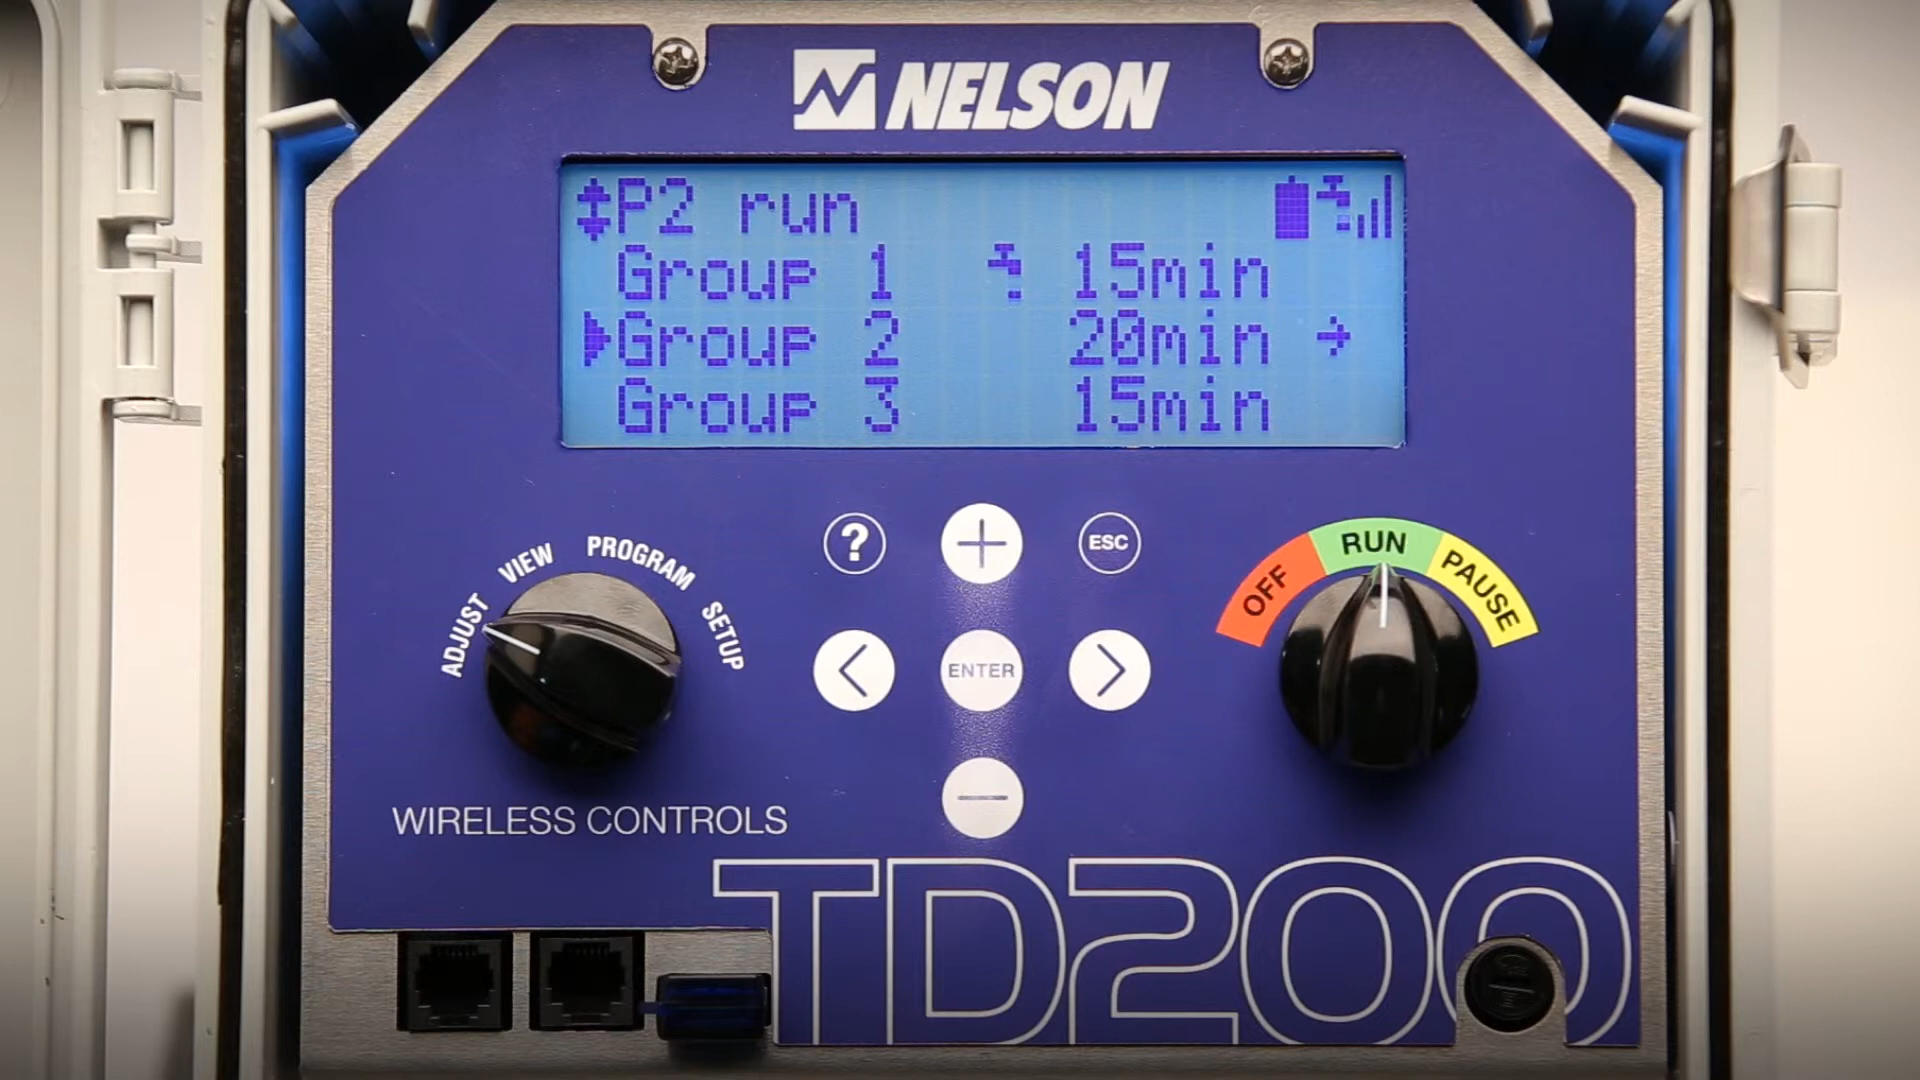 NELSON
P2 run
Group 1 15min
Group 2 20min →
Group 3 15min
? + ESC
ADJUST VIEW PROGRAM SETUP
< ENTER >
OFF RUN PAUSE
−
WIRELESS CONTROLS
TD200